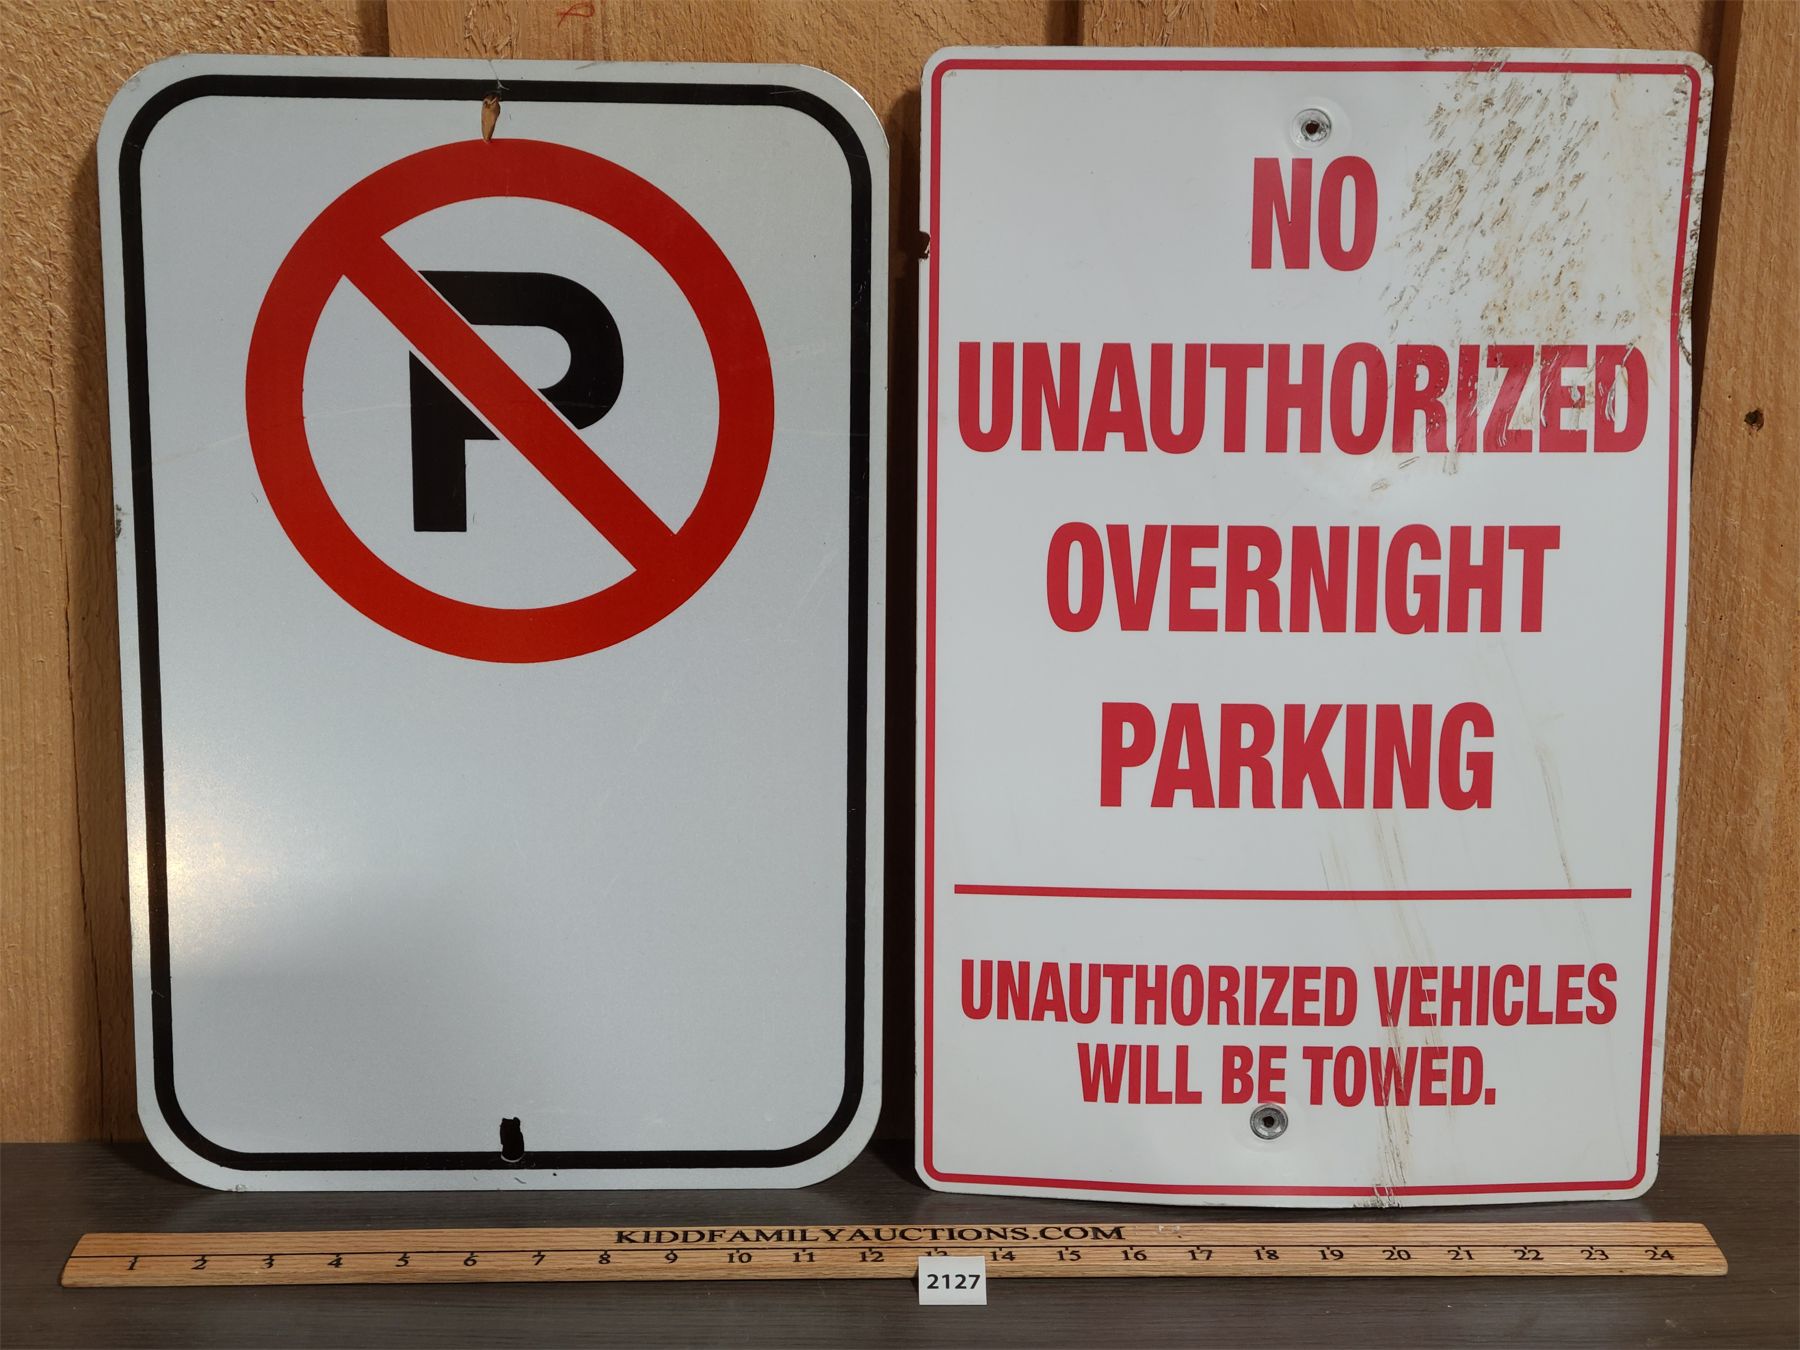 P
NO
UNAUTHORIZED
OVERNIGHT
PARKING
UNAUTHORIZED VEHICLES
WILL BE TOWED.
KIDDFAMILYAUCTIONS.COM
1 2 3 4 5 6 7 8 9 10 11 12 13 14 15 16 17 18 19 20 21 22 23 24
2127